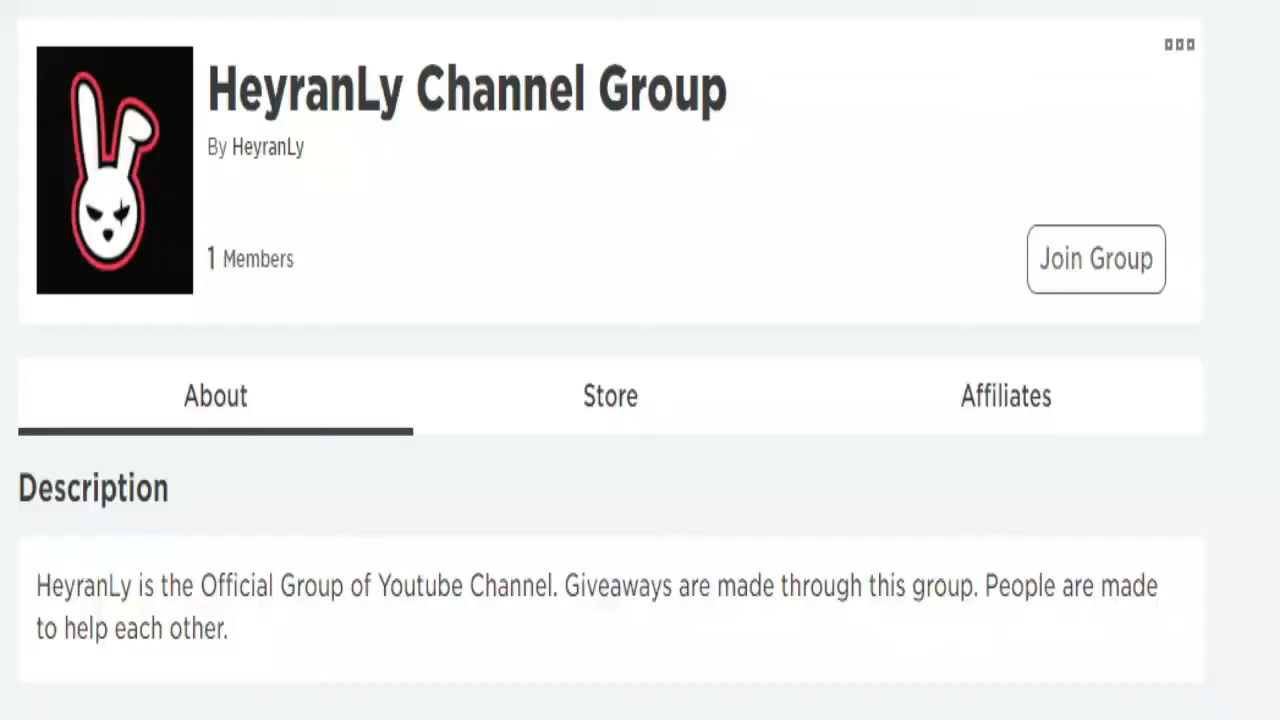 HeyranLy Channel Group
By HeyranLy
1 Members
Join Group
About
Store
Affiliates
Description
HeyranLy is the Official Group of Youtube Channel. Giveaways are made through this group. People are made
to help each other.